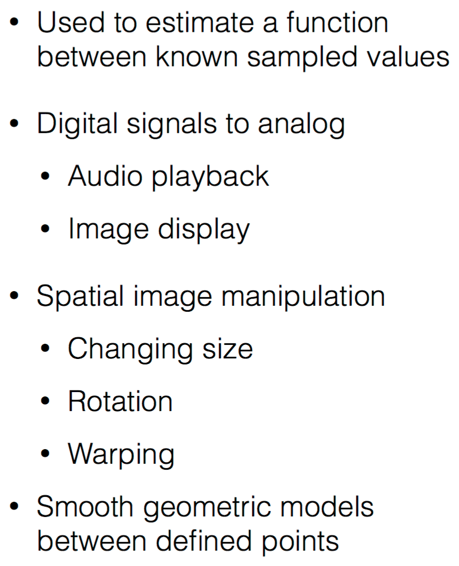 • Used to estimate a function
between known sampled values
• Digital signals to analog
• Audio playback
• Image display
• Spatial image manipulation
• Changing size
• Rotation
• Warping
• Smooth geometric models
between defined points